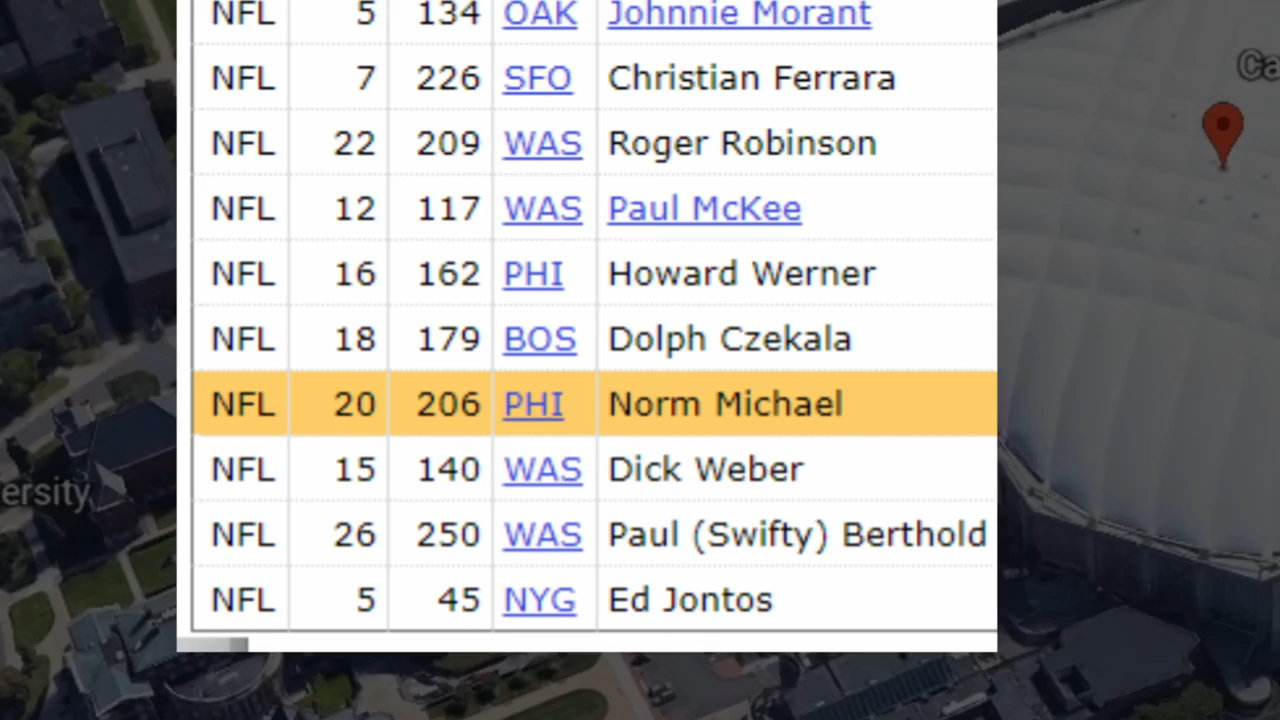 NFL 5 134 OAK Johnnie Morant
NFL 7 226 SFO Christian Ferrara
NFL 22 209 WAS Roger Robinson
NFL 12 117 WAS Paul McKee
NFL 16 162 PHI Howard Werner
NFL 18 179 BOS Dolph Czekala
NFL 20 206 PHI Norm Michael
NFL 15 140 WAS Dick Weber
NFL 26 250 WAS Paul (Swifty) Berthold
NFL 5 45 NYG Ed Jontos
Ca
ersity